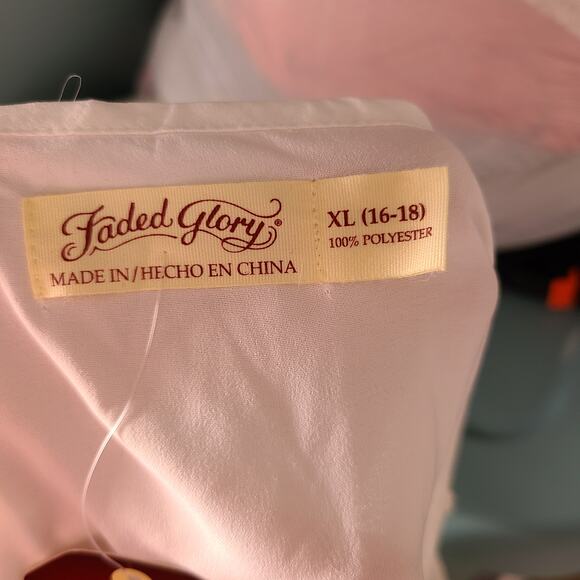 Faded Glory®
MADE IN/HECHO EN CHINA
XL (16-18)
100% POLYESTER